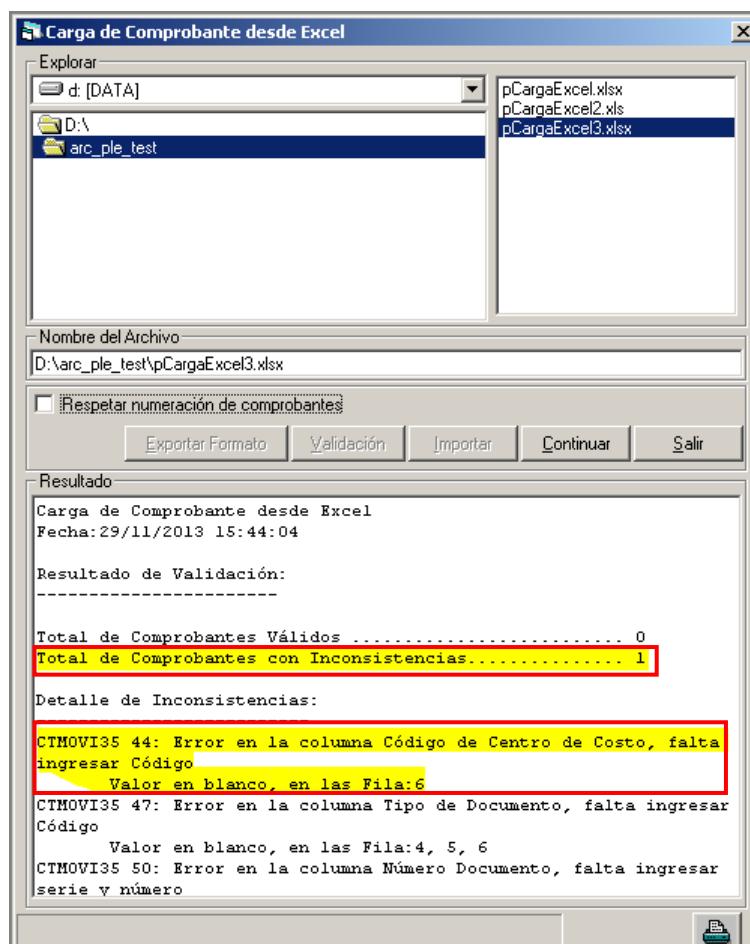 Carga de Comprobante desde Excel
Explorar
d: [DATA]
D:\
arc_ple_test
pCargaExcel.xlsx
pCargaExcel2.xls
pCargaExcel3.xlsx
Nombre del Archivo
D:\arc_ple_test\pCargaExcel3.xlsx
Respetar numeración de comprobantes
Exportar Formato Validación Importar Continuar Salir
Resultado
Carga de Comprobante desde Excel
Fecha:29/11/2013 15:44:04
Resultado de Validación:
-----------------------
Total de Comprobantes Válidos .......................... 0
Total de Comprobantes con Inconsistencias............... 1
Detalle de Inconsistencias:
--------------------------
CTMOVI35 44: Error en la columna Código de Centro de Costo, falta
ingresar Código
Valor en blanco, en las Fila:6
CTMOVI35 47: Error en la columna Tipo de Documento, falta ingresar
Código
Valor en blanco, en las Fila:4, 5, 6
CTMOVI35 50: Error en la columna Número Documento, falta ingresar
serie y número